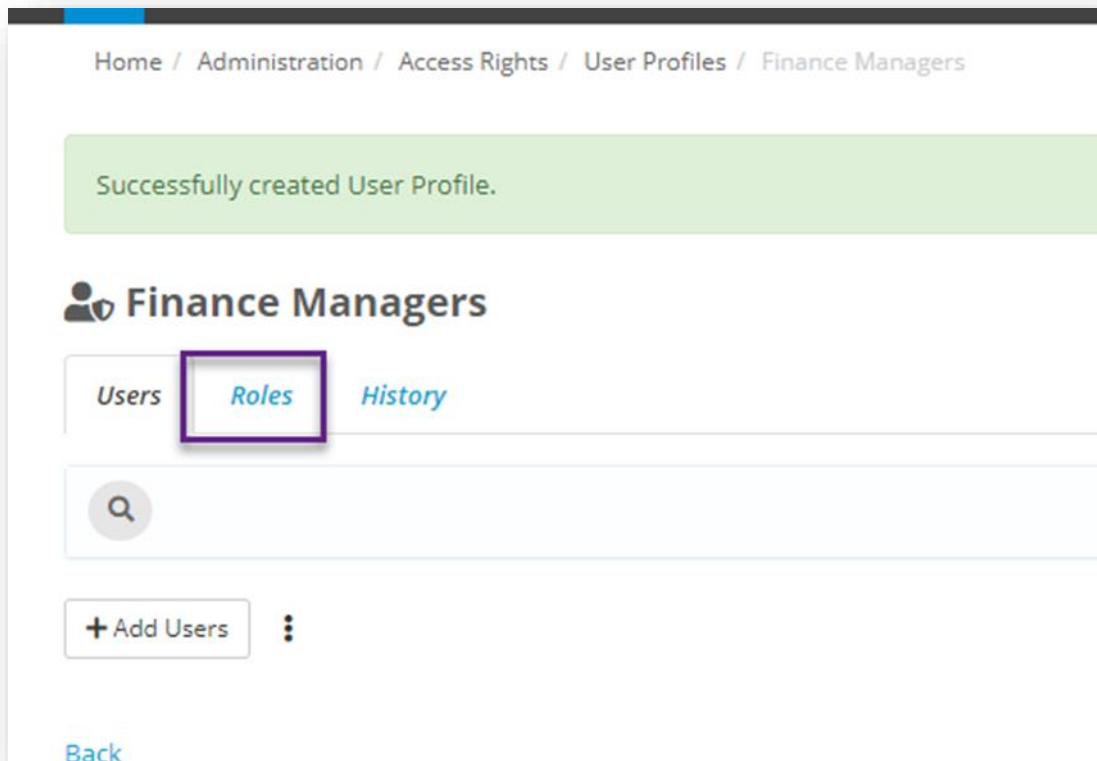 Home / Administration / Access Rights / User Profiles / Finance Managers
Successfully created User Profile.
Finance Managers
Users Roles History
+ Add Users
Back